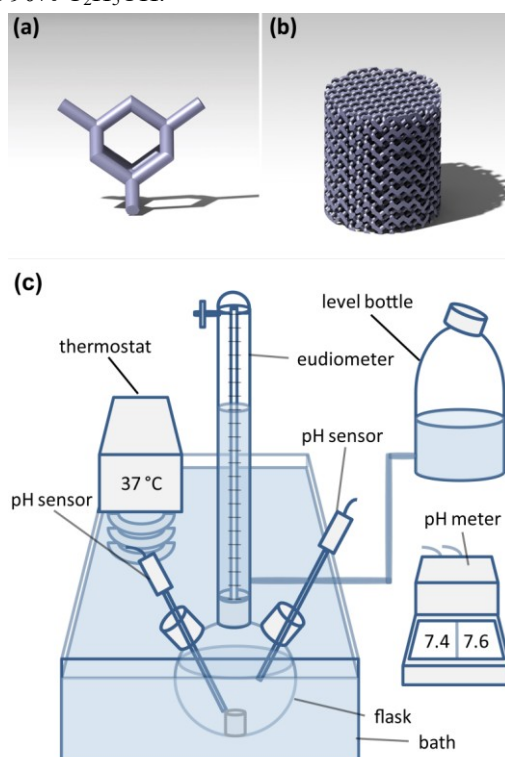 (a)
(b)
(c)
level bottle
thermostat
eudiometer
pH sensor
37 °C
pH sensor
pH meter
7.4 7.6
flask
bath